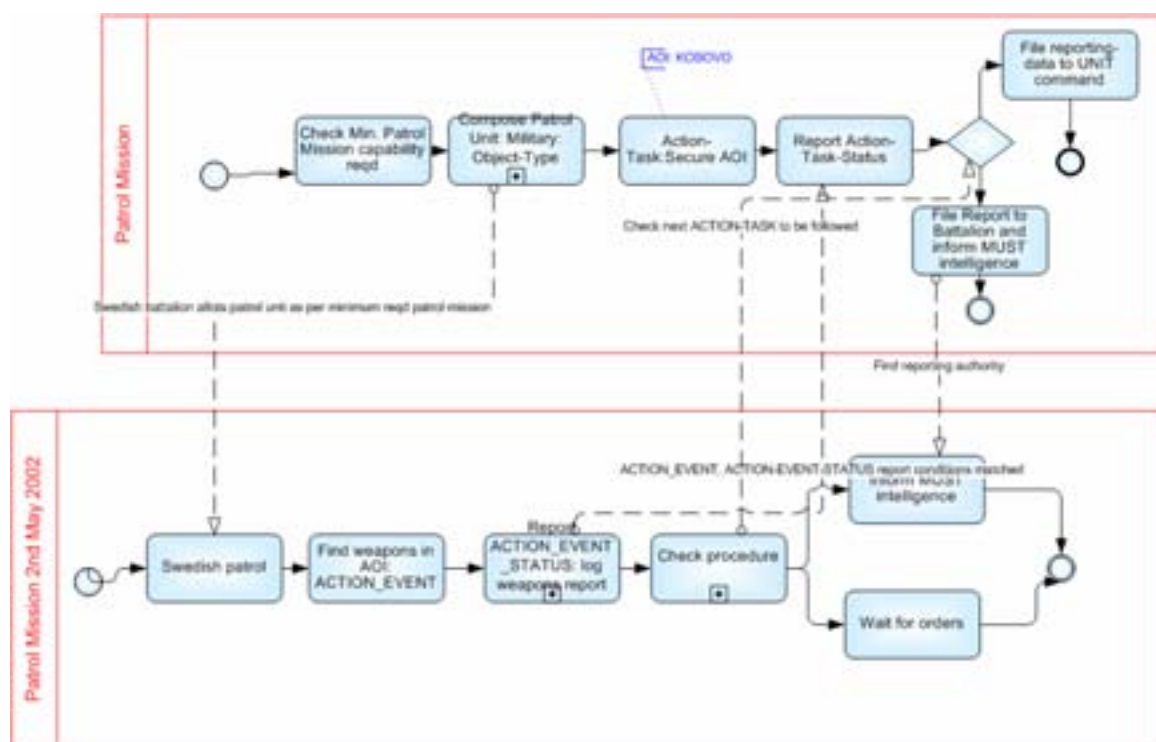 Patrol Mission
AOI: KOSOVO
Check Min. Patrol
Mission capability
reqd
Compose Patrol
Unit: Military:
Object-Type
Action-
Task:Secure AOI
Report Action-
Task-Status
File reporting-
data to UNIT
command
Check next ACTION-TASK to be followed
File Report to
Battalion and
inform MUST
intelligence
Swedish battalion allots patrol unit as per minimum reqd patrol mission
Find reporting authority
Patrol Mission 2nd May 2002
ACTION_EVENT, ACTION-EVENT-STATUS report conditions matched
Swedish patrol
Find weapons in
AOI:
ACTION_EVENT
Report
ACTION_EVENT
_STATUS: log
weapons report
Check procedure
Inform MUST
intelligence
Wait for orders